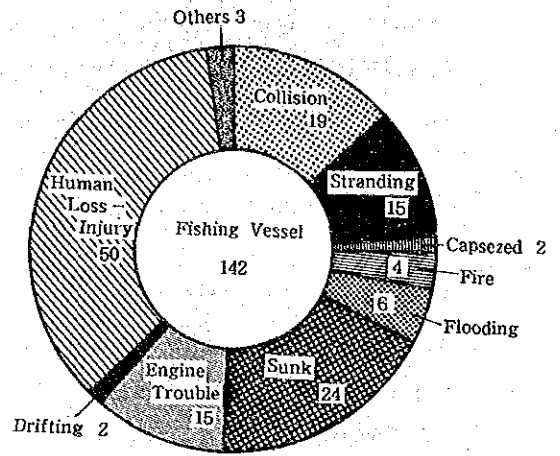 Others 3
Collision
19
Stranding
15
Capsezed 2
4
Fire
6
Flooding
Sunk
24
Engine
Trouble
15
Drifting 2
Human
Loss-
Injury
50
Fishing Vessel
142